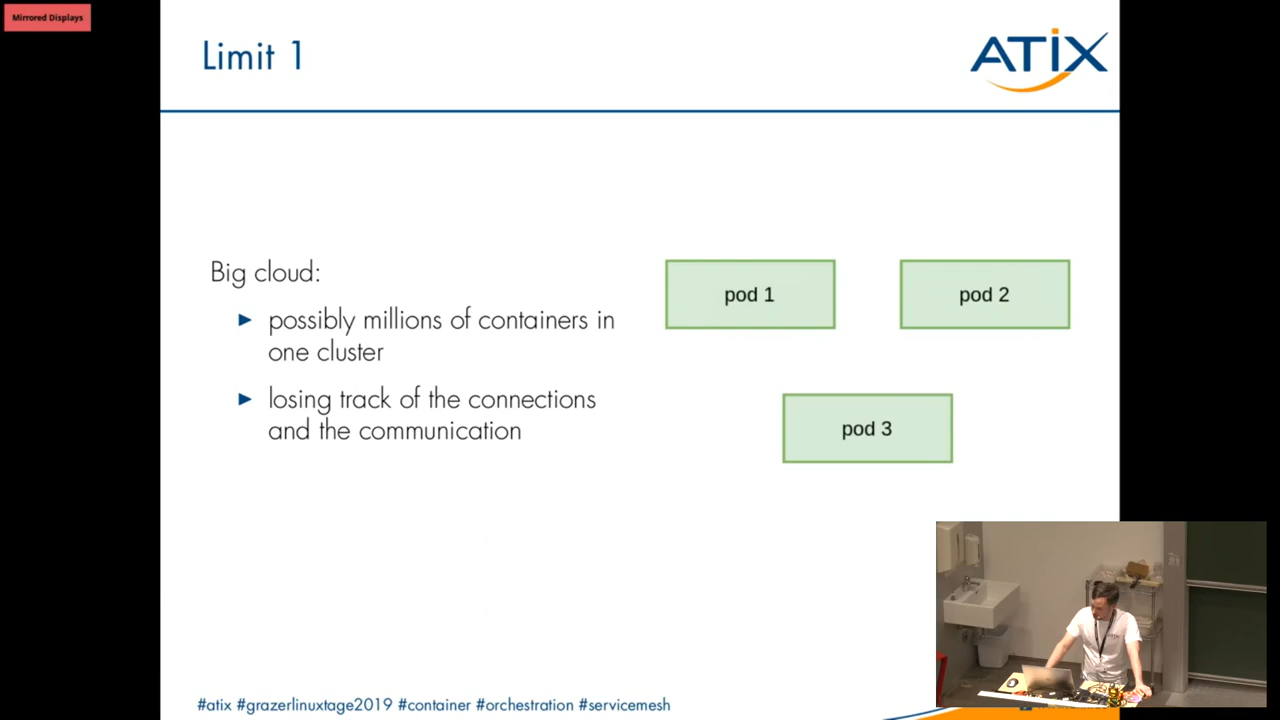 Mirrored Displays
Limit 1
ATIX
Big cloud:
possibly millions of containers in
one cluster
losing track of the connections
and the communication
pod 1
pod 2
pod 3
#atix #grazerlinuxtage2019 #container #orchestration #servicemesh